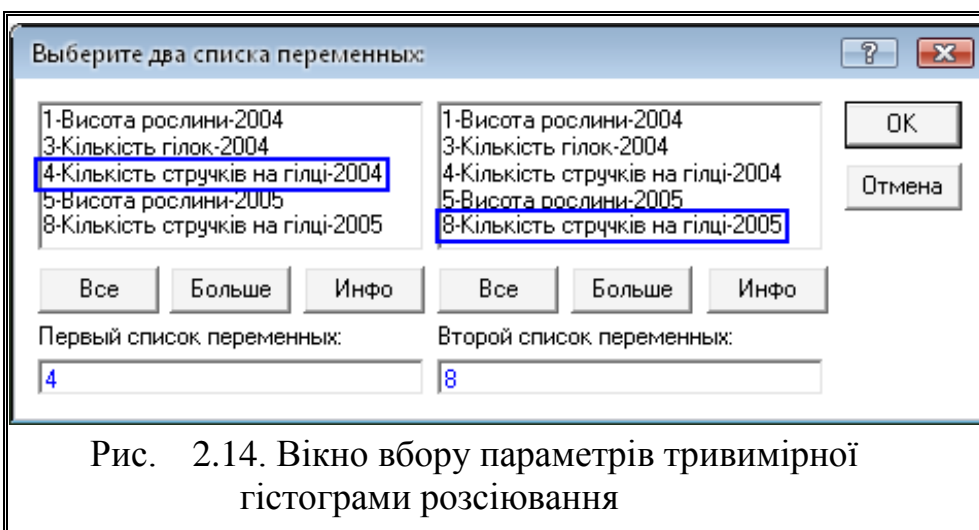 Выберите два списка переменных:
?
1-Висота рослини-2004
3-Кількість гілок-2004
4-Кількість стручків на гілці-2004
5-Висота рослини-2005
8-Кількість стручків на гілці-2005
1-Висота рослини-2004
3-Кількість гілок-2004
4-Кількість стручків на гілці-2004
5-Висота рослини-2005
8-Кількість стручків на гілці-2005
OK
Отмена
Все Больше Инфо Все Больше Инфо
Первый список переменных: Второй список переменных:
4 8
Рис. 2.14. Вікно вбору параметрів тривимірної
гістограми розсіювання